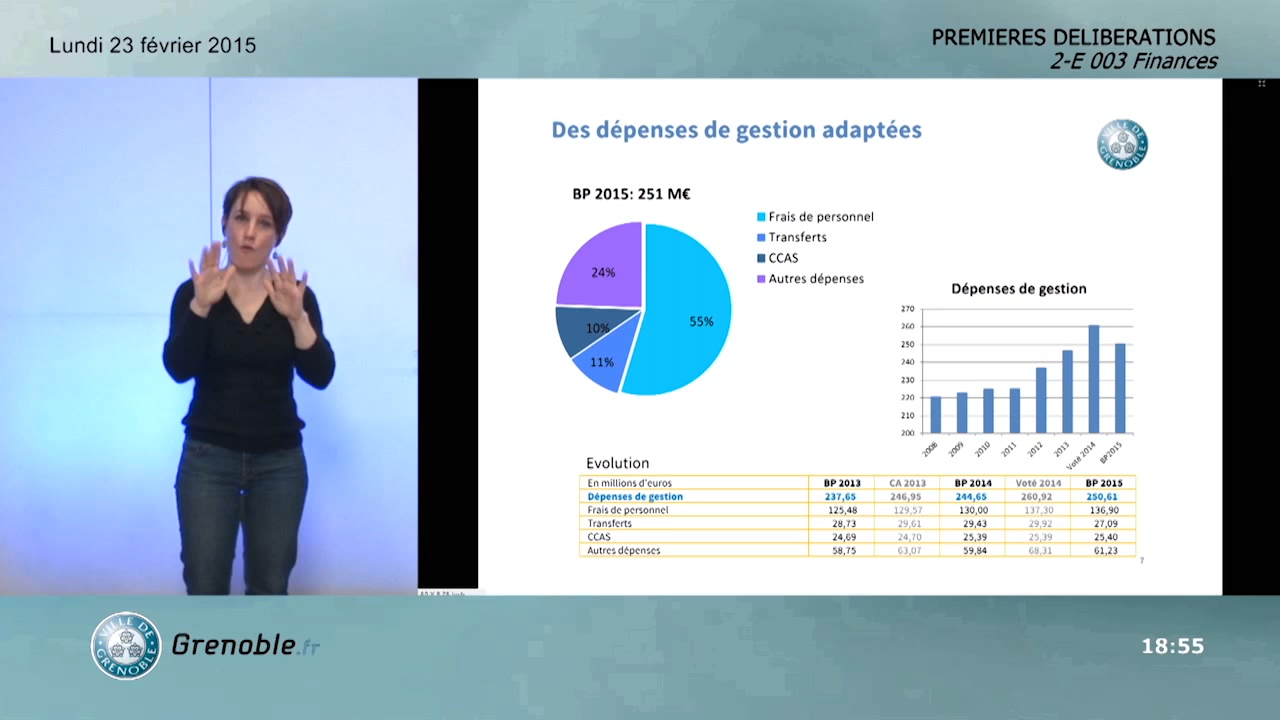 Lundi 23 février 2015
PREMIERES DELIBERATIONS
2-E 003 Finances
Des dépenses de gestion adaptées
VILLE DE GRENOBLE
BP 2015: 251 M€
Frais de personnel
Transferts
CCAS
Autres dépenses
24%
55%
10%
11%
Dépenses de gestion
270
260
250
240
230
220
210
200
2008 2009 2010 2011 2012 2013 Voté 2014 BP2015
Evolution
En millions d'euros BP 2013 CA 2013 BP 2014 Voté 2014 BP 2015
Dépenses de gestion 237,65 246,95 244,65 260,92 250,61
Frais de personnel 125,48 129,57 130,00 137,30 136,90
Transferts 28,73 29,61 29,43 29,92 27,09
CCAS 24,69 24,70 25,39 25,39 25,40
Autres dépenses 58,75 63,07 59,84 68,31 61,23
7
VILLE DE GRENOBLE
Grenoble.fr
18:55